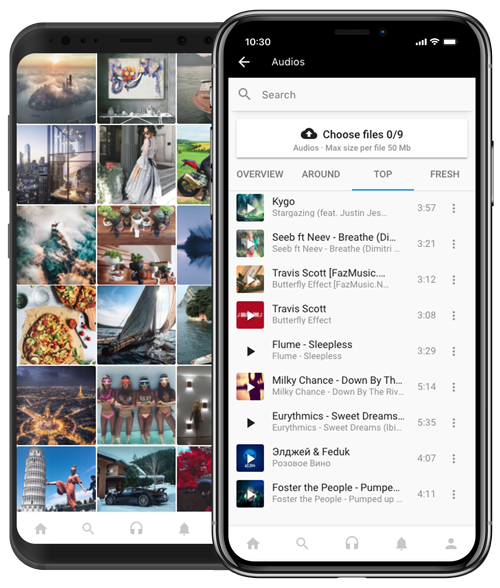 10:30
Audios
Search
Choose files 0/9
Audios · Max size per file 50 Mb
OVERVIEW AROUND TOP FRESH
Kygo
Stargazing (feat. Justin Jes...
3:57
Seeb ft Neev - Breathe (Di...
Seeb ft Neev - Breathe (Dimitri ...
3:21
Travis Scott [FazMusic....
Butterfly Effect [FazMusic.N...
3:12
Travis Scott
Butterfly Effect
3:08
Flume - Sleepless
Flume - Sleepless
3:29
Milky Chance - Down By Th...
Milky Chance - Down By The Riv...
5:14
Eurythmics - Sweet Dreams...
Eurythmics - Sweet Dreams (Ibi...
5:35
Элджей & Feduk
Розовое Вино
4:07
Foster the People - Pumpe...
Foster the People - Pumped up ...
4:11